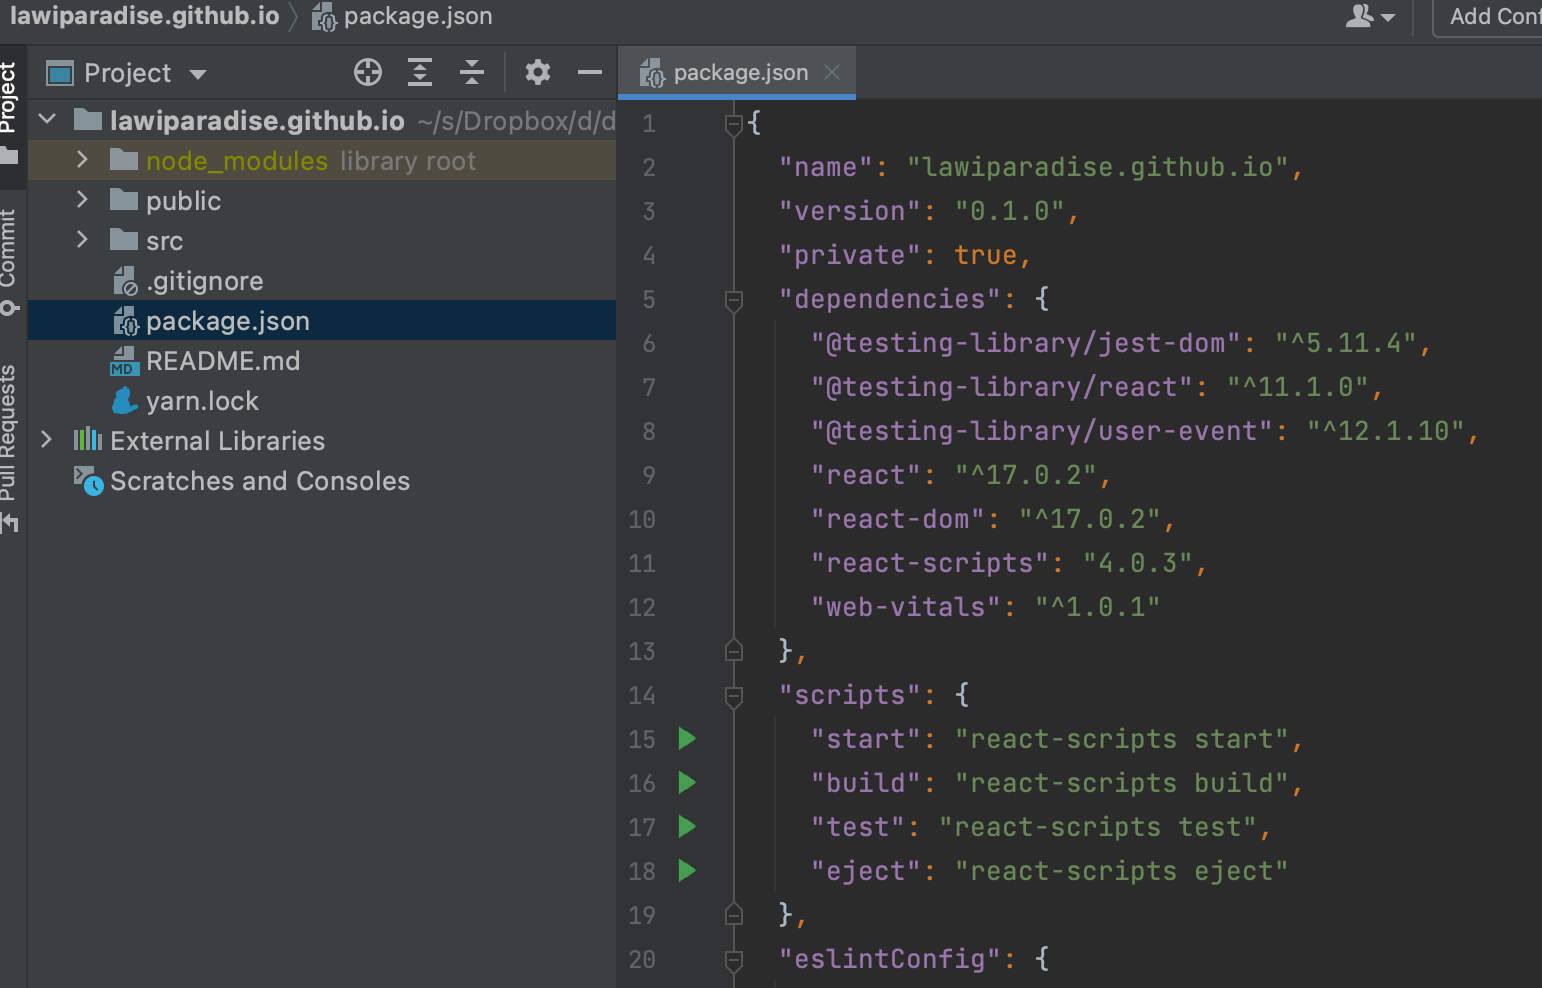 lawiparadise.github.io package.json
Add Conf
Project
Commit
Pull Requests
Project
lawiparadise.github.io ~/s/Dropbox/d/d
node_modules library root
public
src
.gitignore
package.json
README.md
yarn.lock
External Libraries
Scratches and Consoles
package.json
1 {
2 "name": "lawiparadise.github.io",
3 "version": "0.1.0",
4 "private": true,
5 "dependencies": {
6 "@testing-library/jest-dom": "^5.11.4",
7 "@testing-library/react": "^11.1.0",
8 "@testing-library/user-event": "^12.1.10",
9 "react": "^17.0.2",
10 "react-dom": "^17.0.2",
11 "react-scripts": "4.0.3",
12 "web-vitals": "^1.0.1"
13 },
14 "scripts": {
15 "start": "react-scripts start",
16 "build": "react-scripts build",
17 "test": "react-scripts test",
18 "eject": "react-scripts eject"
19 },
20 "eslintConfig": {